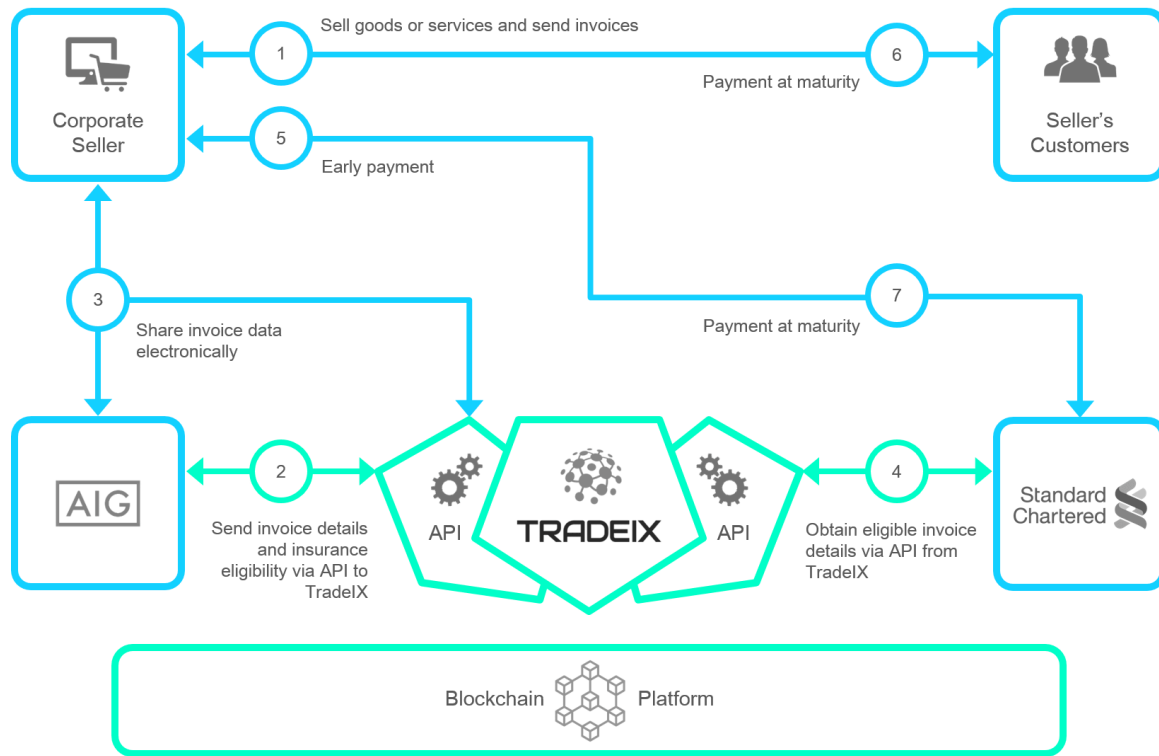 Sell goods or services and send invoices
1
6
Payment at maturity
Corporate
Seller
Seller's
Customers
5
Early payment
3
Share invoice data
electronically
7
Payment at maturity
AIG
2
Send invoice details
and insurance
eligibility via API to
TradeIX
API
TRADEIX
API
4
Obtain eligible invoice
details via API from
TradeIX
Standard
Chartered
Blockchain Platform